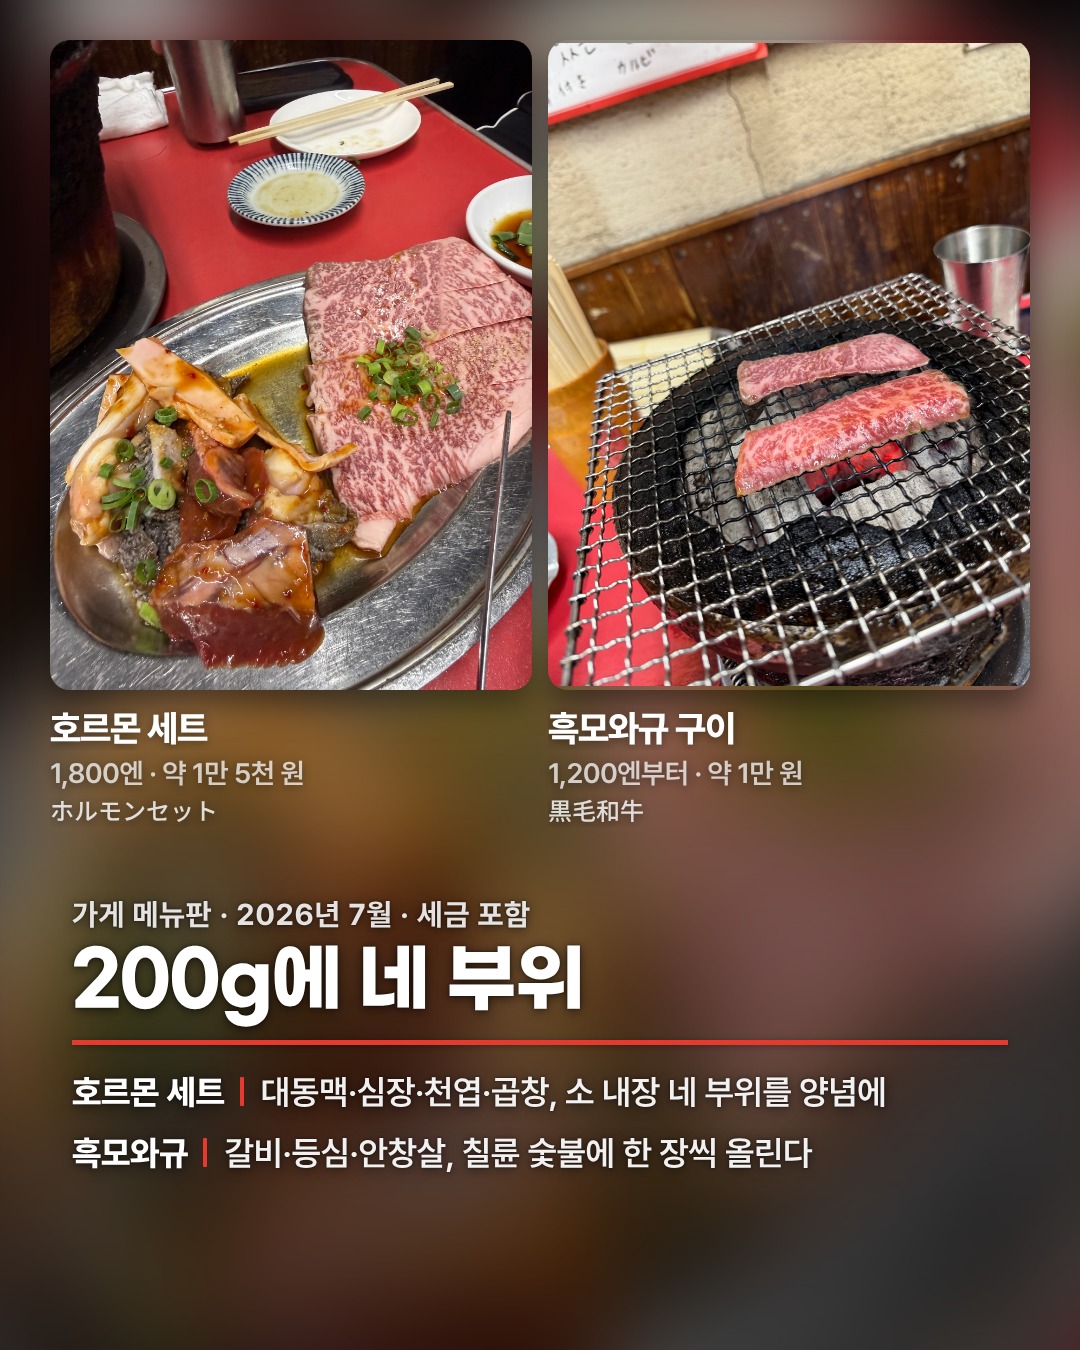 カルビ
付き
호르몬 세트
1,800엔 · 약 1만 5천 원
ホルモンセット
흑모와규 구이
1,200엔부터 · 약 1만 원
黒毛和牛
가게 메뉴판 · 2026년 7월 · 세금 포함
200g에 네 부위
호르몬 세트 | 대동맥·심장·천엽·곱창, 소 내장 네 부위를 양념에
흑모와규 | 갈비·등심·안창살, 칠륜 숯불에 한 장씩 올린다